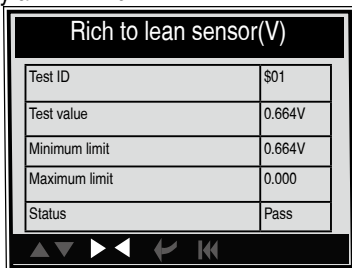 Rich to lean sensor(V)
Test ID $01
Test value 0.664V
Minimum limit 0.664V
Maximum limit 0.000
Status Pass